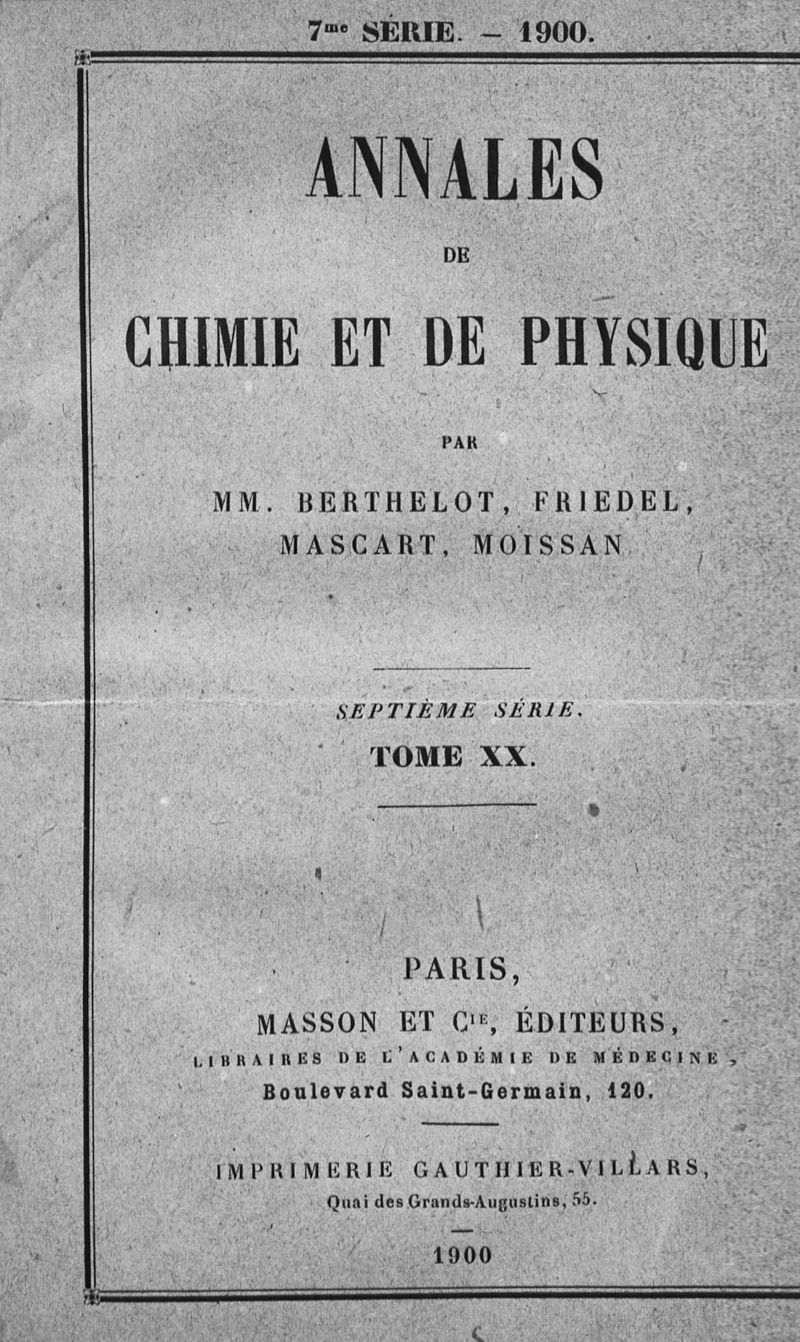 7me SÉRIE. — 1900.
ANNALES
DE
CHIMIE ET DE PHYSIQUE
PAR
MM. BERTHELOT, FRIEDEL,
MASCART, MOISSAN
SEPTIÈME SÉRIE.
TOME XX.
PARIS,
MASSON ET CIE, ÉDITEURS,
LIBRAIRES DE L'ACADÉMIE DE MÉDECINE,
Boulevard Saint-Germain, 120.
IMPRIMERIE GAUTHIER-VILLARS,
Quai des Grands-Augustins, 55.
1900